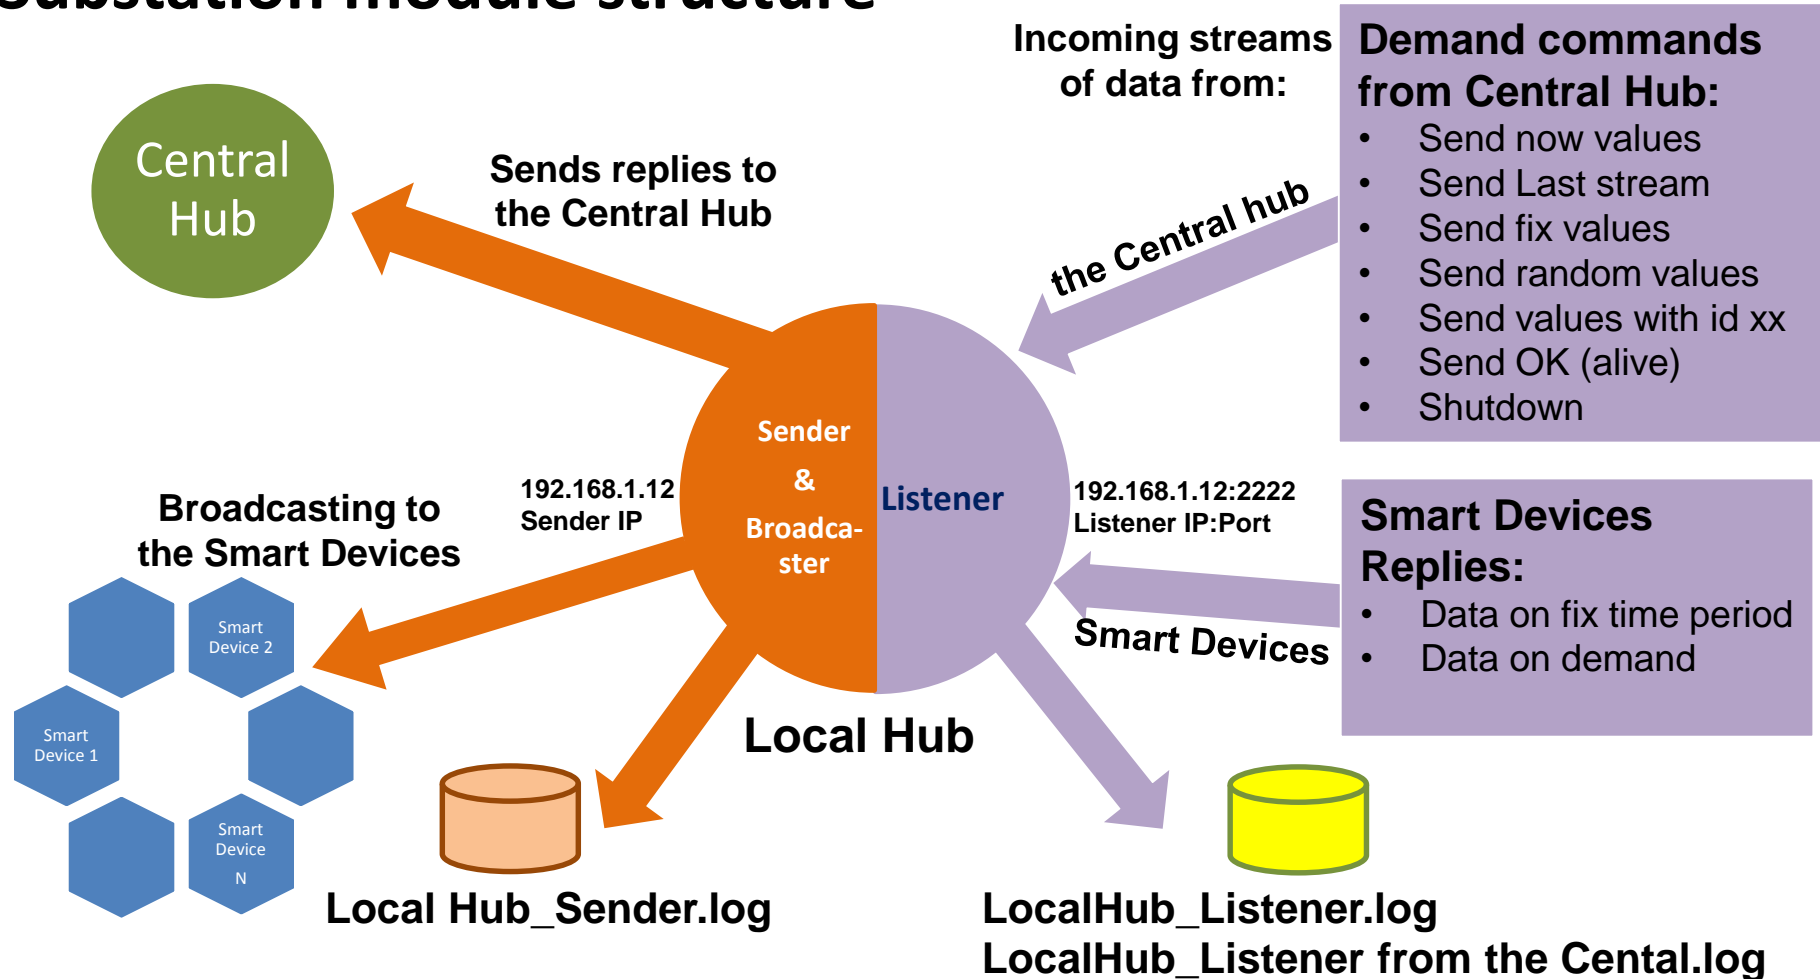 Substation module structure
Incoming streams
of data from:
Demand commands
from Central Hub:
• Send now values
• Send Last stream
• Send fix values
• Send random values
• Send values with id xx
• Send OK (alive)
• Shutdown
Central
Hub
Sends replies to
the Central Hub
the Central hub
Sender
&
Broadca-
ster
Listener
192.168.1.12
Sender IP
192.168.1.12:2222
Listener IP:Port
Broadcasting to
the Smart Devices
Smart Devices
Replies:
• Data on fix time period
• Data on demand
Smart Devices
Smart
Device 2
Smart
Device 1
Smart
Device
N
Local Hub
Local Hub_Sender.log
LocalHub_Listener.log
LocalHub_Listener from the Cental.log